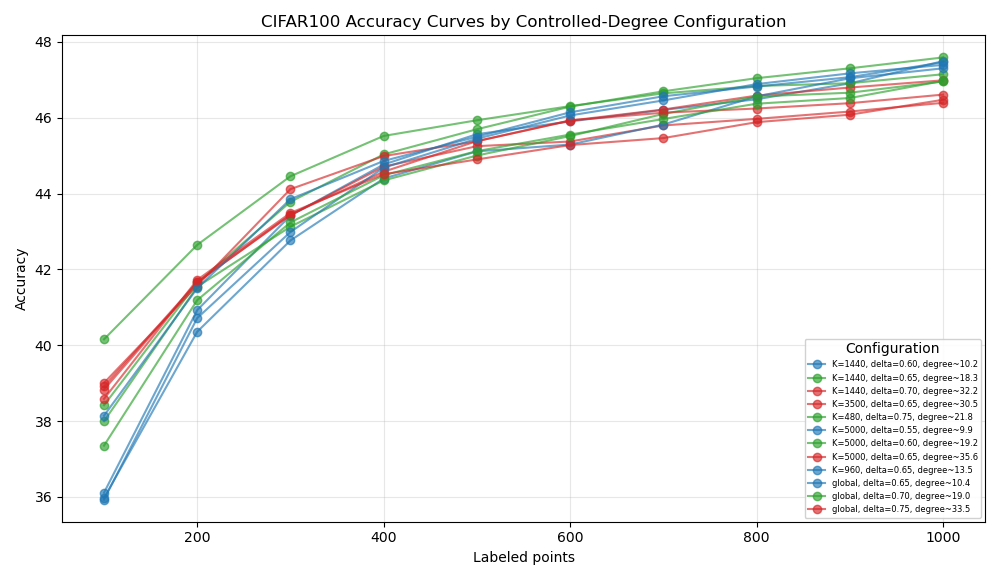 CIFAR100 Accuracy Curves by Controlled-Degree Configuration
48
46
44
42
40
38
36
Accuracy
200
400
600
800
1000
Labeled points
Configuration
K=1440, delta=0.60, degree~10.2
K=1440, delta=0.65, degree~18.3
K=1440, delta=0.70, degree~32.2
K=3500, delta=0.65, degree~30.5
K=480, delta=0.75, degree~21.8
K=5000, delta=0.55, degree~9.9
K=5000, delta=0.60, degree~19.2
K=5000, delta=0.65, degree~35.6
K=960, delta=0.65, degree~13.5
global, delta=0.65, degree~10.4
global, delta=0.70, degree~19.0
global, delta=0.75, degree~33.5